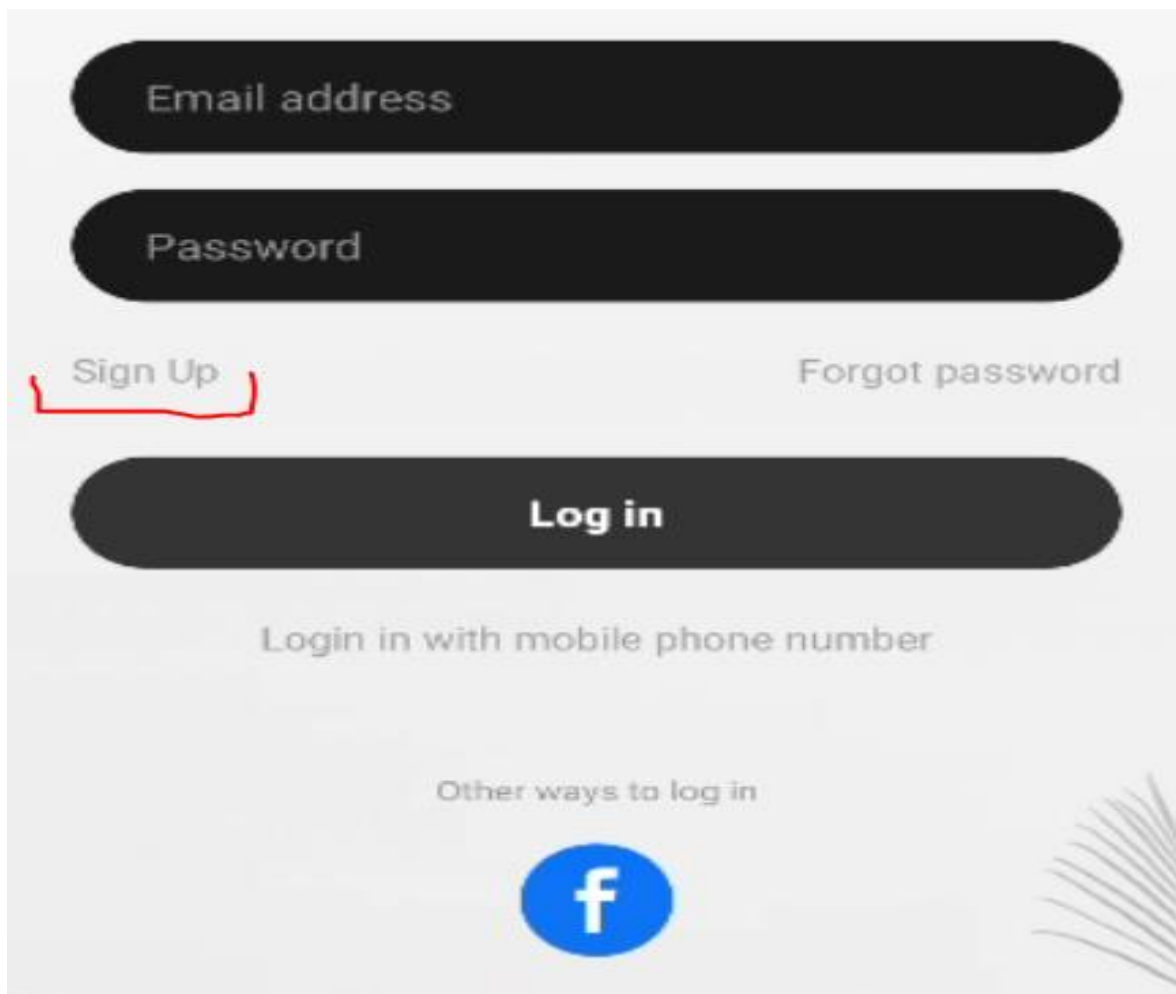 Email address
Password
Sign Up Forgot password
Log in
Login in with mobile phone number
Other ways to log in
f